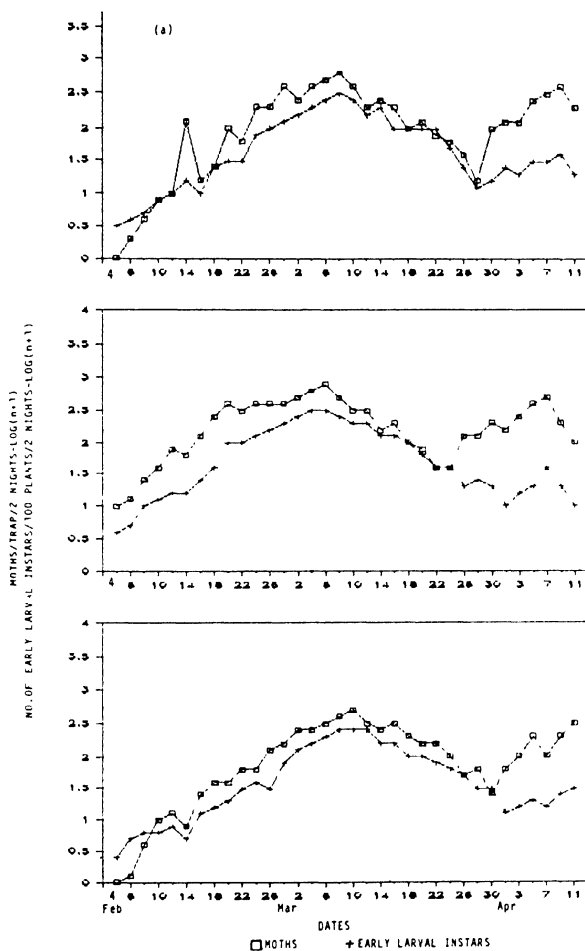 (a)
3.5
3
2.5
2
1.5
1
0.5
0
4 6 10 14 18 22 26 2 6 10 14 18 22 26 30 3 7 11
4
3.5
3
2.5
2
1.5
1
0.5
0
4 6 10 14 18 22 26 2 6 10 14 18 22 26 30 3 7 11
4
3.5
3
2.5
2
1.5
1
0.5
0
4 6 10 14 18 22 26 2 6 10 14 18 22 26 30 3 7 11
Feb Mar Apr
DATES
MOTHS EARLY LARVAL INSTARS
MOTHS/TRAP/2 NIGHTS-LOG(n+1)
NO.OF EARLY LARVAL INSTARS/100 PLANTS/2 NIGHTS-LOG(n+1)